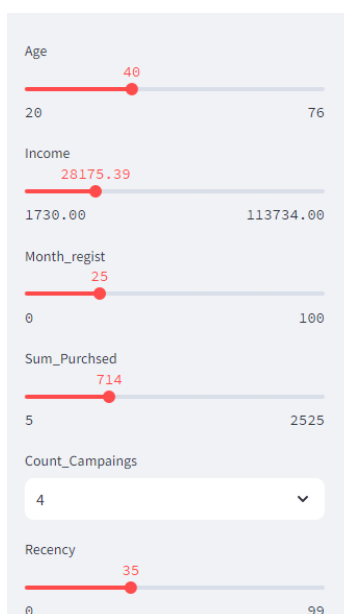 Age
40
20 76
Income
28175.39
1730.00 113734.00
Month_regist
25
0 100
Sum_Purchsed
714
5 2525
Count_Campaings
4
Recency
35
0 99